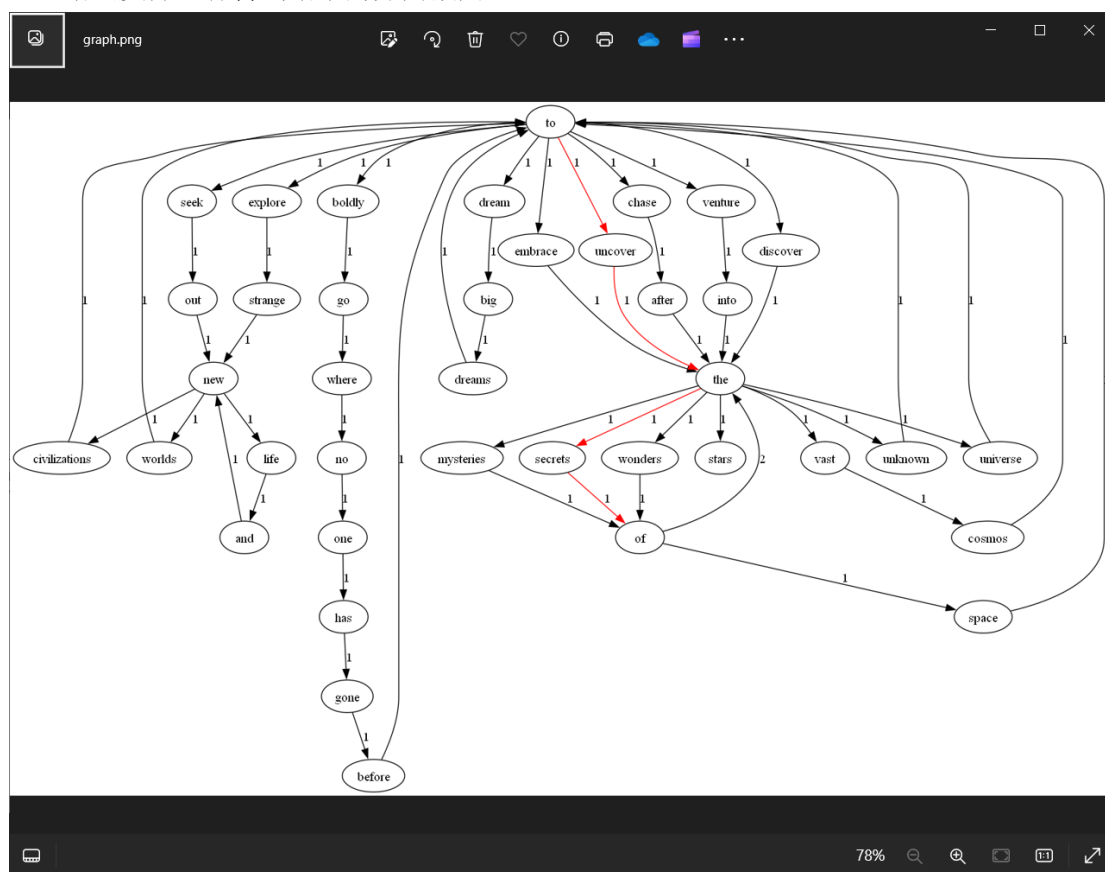 graph.png
to
1 1 1 1 1 1 1 1 1
seek explore boldly dream chase venture
embrace uncover discover
1 1 1 1 1 1 1
out strange go big after into
1 1 1 1 1 1 1 1 1 1
new where dreams the
1 1 1 1 1 1 1 1 1 1 1
civilizations worlds life no mysteries secrets wonders stars vast unknown universe
1 1 1 1 2 1 1 1 1
and one of cosmos
1 1
has space
1
gone
1
before
78%
1:1